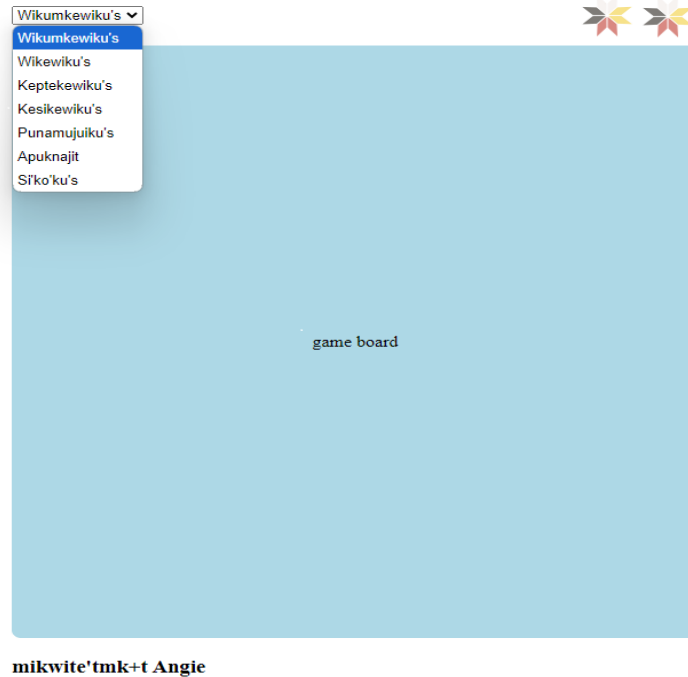 Wikumkewiku's
Wikumkewiku's
Wikewiku's
Keptekewiku's
Kesikewiku's
Punamujuiku's
Apuknajit
Si'ko'ku's
game board
mikwite'tmk+t Angie